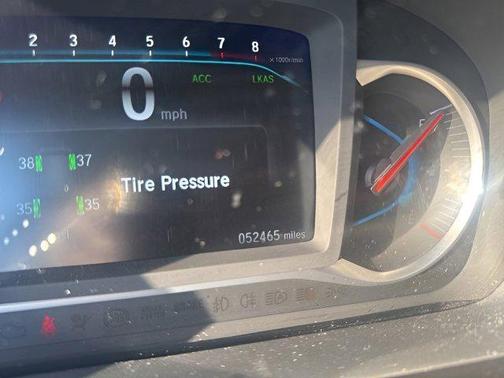 2 3 4 5 6 7 8
×1000r/min
ACC LKAS
0 mph
38 37
Tire Pressure
35 35
052465 miles
F